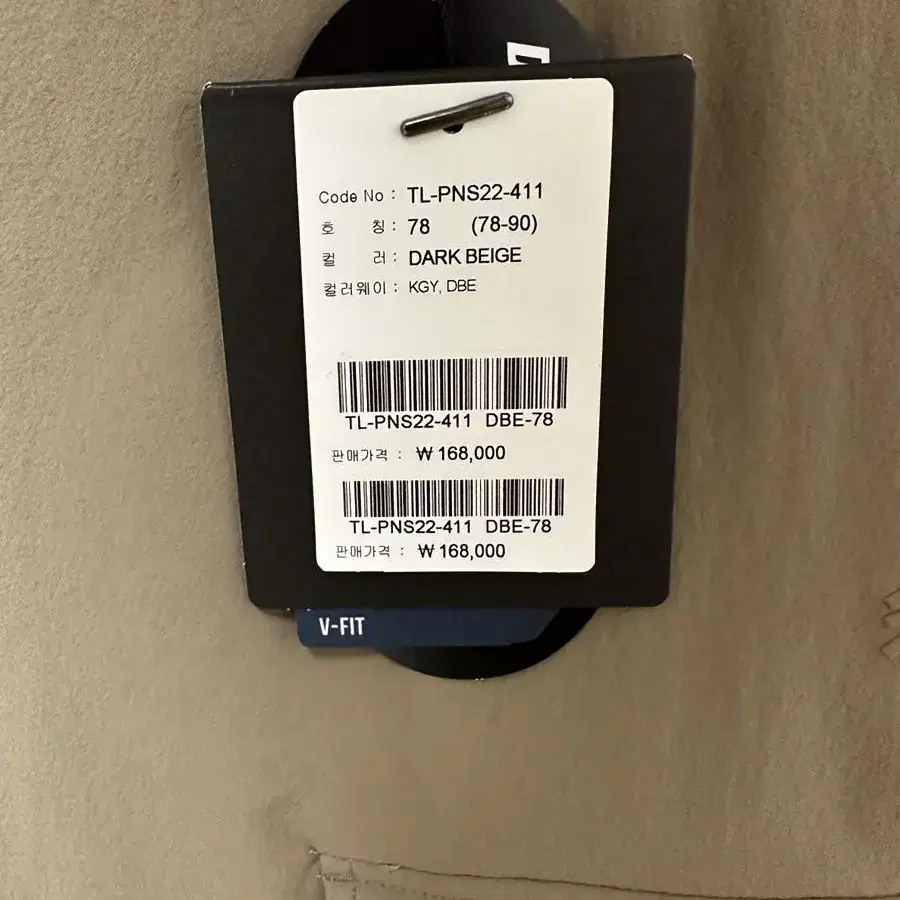 Code No : TL-PNS22-411
호 칭 : 78 (78-90)
컬 러 : DARK BEIGE
컬러웨이 : KGY, DBE
TL-PNS22-411 DBE-78
판매가격 : ₩ 168,000
TL-PNS22-411 DBE-78
판매가격 : ₩ 168,000
V-FIT